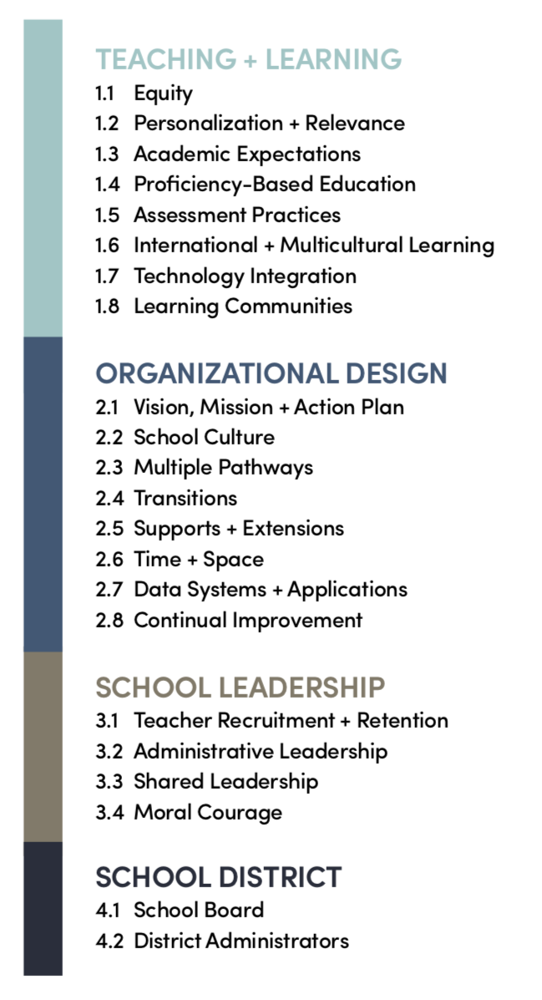 TEACHING + LEARNING
1.1 Equity
1.2 Personalization + Relevance
1.3 Academic Expectations
1.4 Proficiency-Based Education
1.5 Assessment Practices
1.6 International + Multicultural Learning
1.7 Technology Integration
1.8 Learning Communities
ORGANIZATIONAL DESIGN
2.1 Vision, Mission + Action Plan
2.2 School Culture
2.3 Multiple Pathways
2.4 Transitions
2.5 Supports + Extensions
2.6 Time + Space
2.7 Data Systems + Applications
2.8 Continual Improvement
SCHOOL LEADERSHIP
3.1 Teacher Recruitment + Retention
3.2 Administrative Leadership
3.3 Shared Leadership
3.4 Moral Courage
SCHOOL DISTRICT
4.1 School Board
4.2 District Administrators